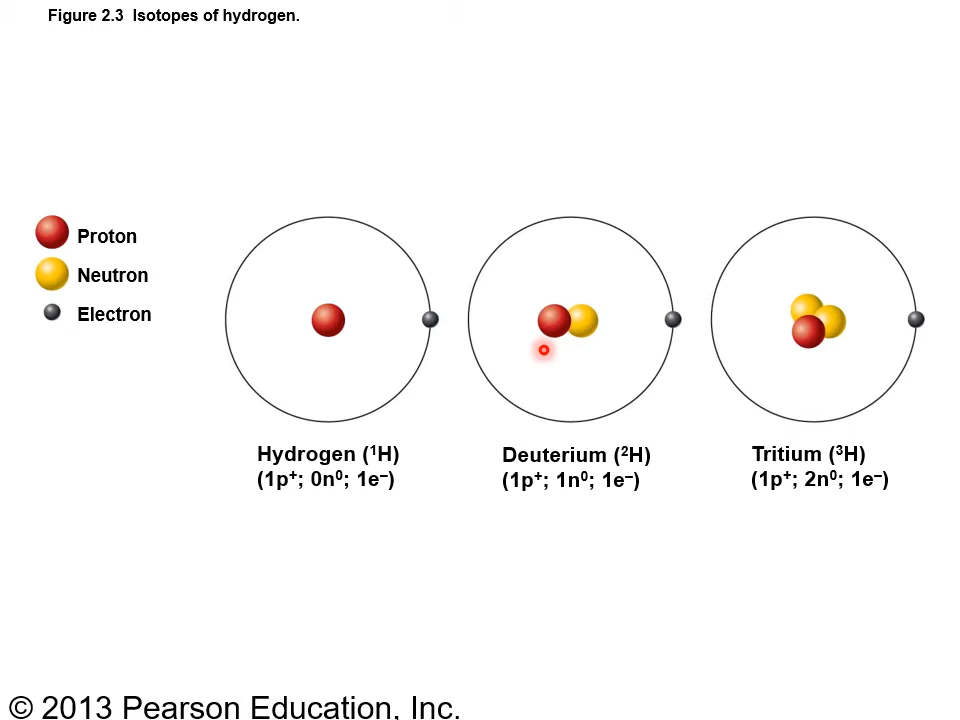 Figure 2.3  Isotopes of hydrogen.
Proton
Neutron
Electron
Hydrogen (¹H)
(1p⁺; 0n⁰; 1e⁻)
Deuterium (²H)
(1p⁺; 1n⁰; 1e⁻)
Tritium (³H)
(1p⁺; 2n⁰; 1e⁻)
© 2013 Pearson Education, Inc.